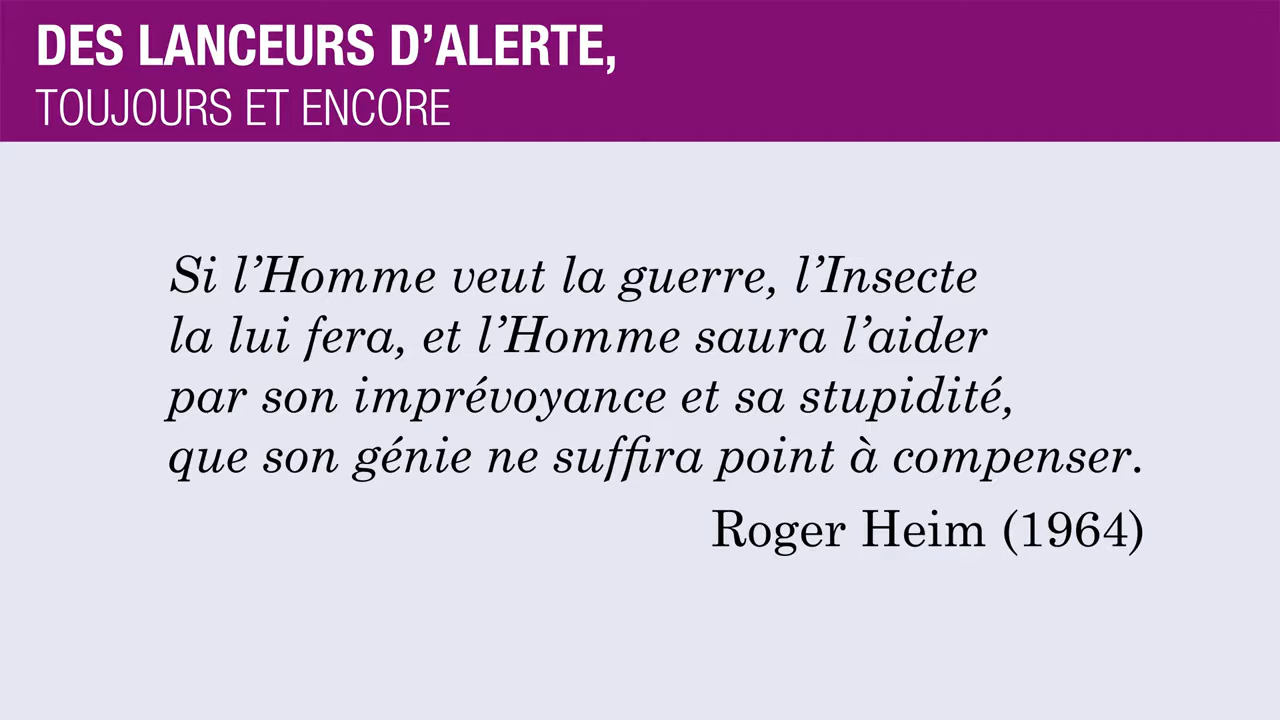 DES LANCEURS D’ALERTE,
TOUJOURS ET ENCORE
Si l’Homme veut la guerre, l’Insecte
la lui fera, et l’Homme saura l’aider
par son imprévoyance et sa stupidité,
que son génie ne suffira point à compenser.
Roger Heim (1964)